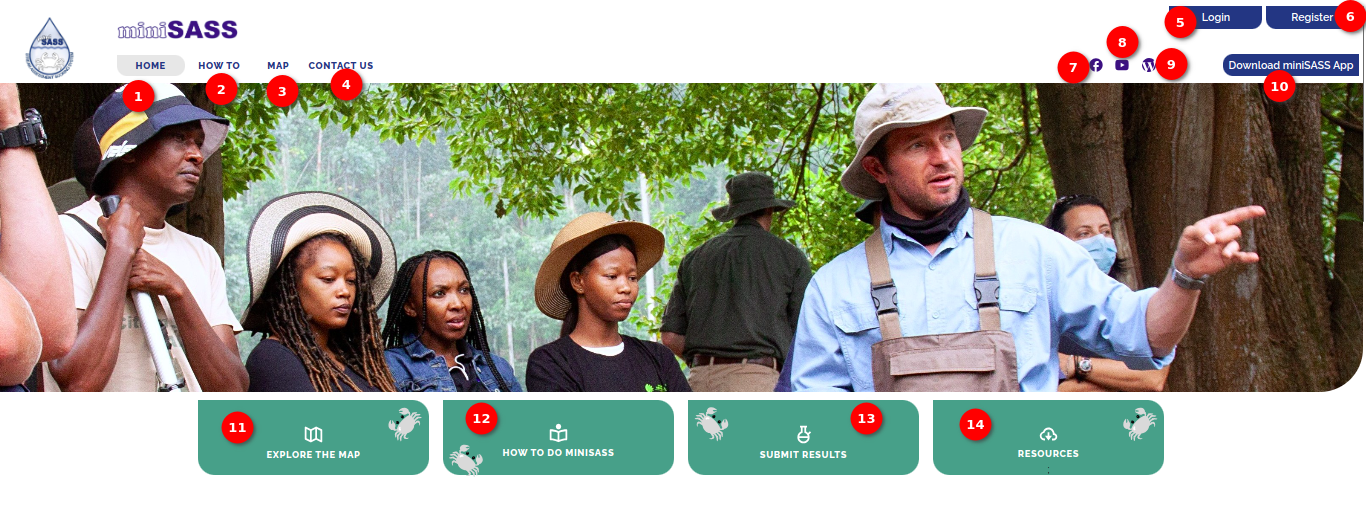 miniSASS
SASS
Login
Register
HOME
HOW TO
MAP
CONTACT US
Download miniSASS App
5
6
7
8
9
1
2
3
4
10
11
12
13
14
EXPLORE THE MAP
HOW TO DO MINISASS
SUBMIT RESULTS
RESOURCES
;